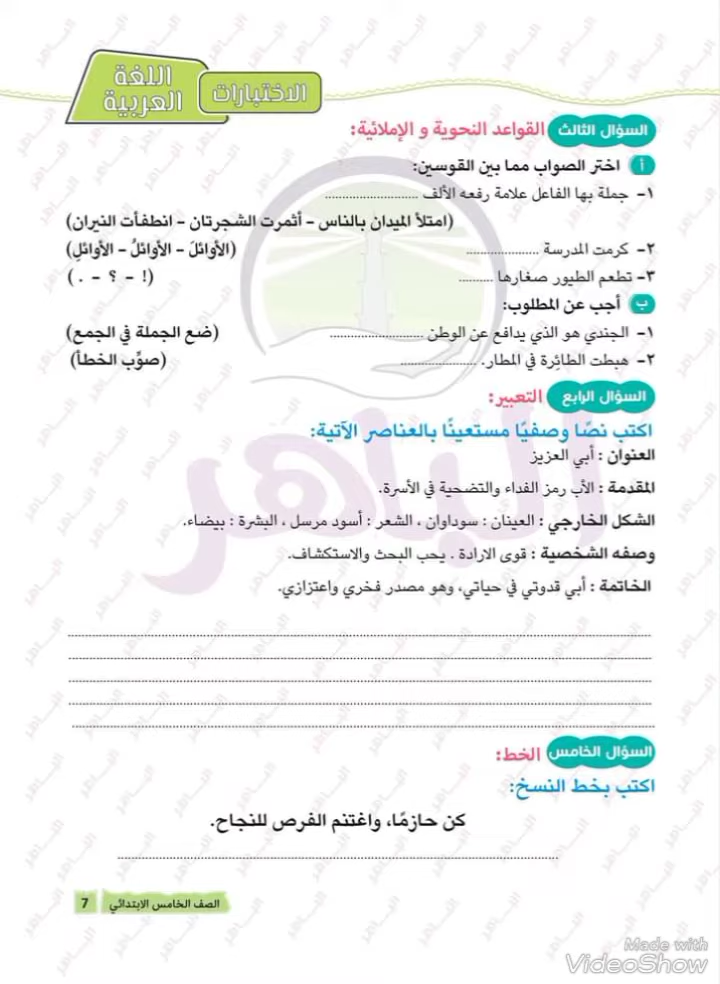 اللغة العربية
الاختبارات
السؤال الثالث القواعد النحوية و الإملائية:
أ اختر الصواب مما بين القوسين:
١- جملة بها الفاعل علامة رفعه الألف ........................
(امتلأ الميدان بالناس - أثمرت الشجرتان - انطفأت النيران)
٢- كرمت المدرسة ................... (الأوائلَ - الأوائلُ - الأوائلِ)
٣- تطعم الطيور صغارها ......... (! - ؟ - .)
ب أجب عن المطلوب:
١- الجندي هو الذي يدافع عن الوطن ........................ (ضع الجملة في الجمع)
٢- هبطت الطائِرة في المطار. .................... (صوِّب الخطأ)
السؤال الرابع التعبير:
اكتب نصًا وصفيًا مستعينًا بالعناصر الآتية:
العنوان : أبي العزيز
المقدمة : الأب رمز الفداء والتضحية في الأسرة.
الشكل الخارجي : العينان : سوداوان ، الشعر : أسود مرسل ، البشرة : بيضاء.
وصفه الشخصية : قوى الارادة . يحب البحث والاستكشاف.
الخاتمة : أبي قدوتي في حياتي، وهو مصدر فخري واعتزازي.
السؤال الخامس الخط:
اكتب بخط النسخ:
كن حازمًا، واغتنم الفرص للنجاح.
الصف الخامس الابتدائي 7
الباهر
Made with
VideoShow